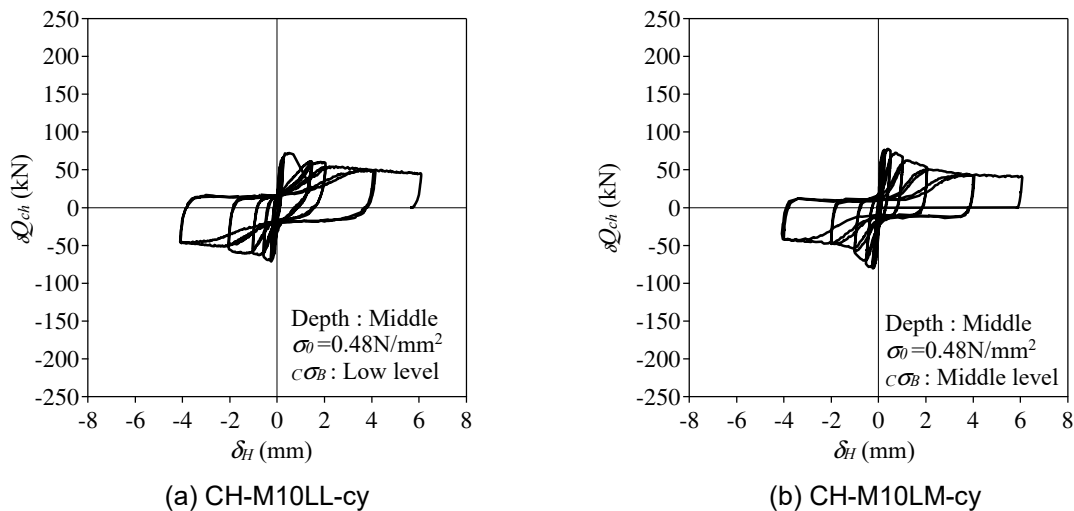 250
200
150
100
50
0
-50
-100
-150
-200
-250
δQch (kN)
Depth : Middle
σ0=0.48N/mm²
CσB : Low level
-8 -6 -4 -2 0 2 4 6 8
δH (mm)
(a) CH-M10LL-cy
250
200
150
100
50
0
-50
-100
-150
-200
-250
δQch (kN)
Depth : Middle
σ0=0.48N/mm²
CσB : Middle level
-8 -6 -4 -2 0 2 4 6 8
δH (mm)
(b) CH-M10LM-cy